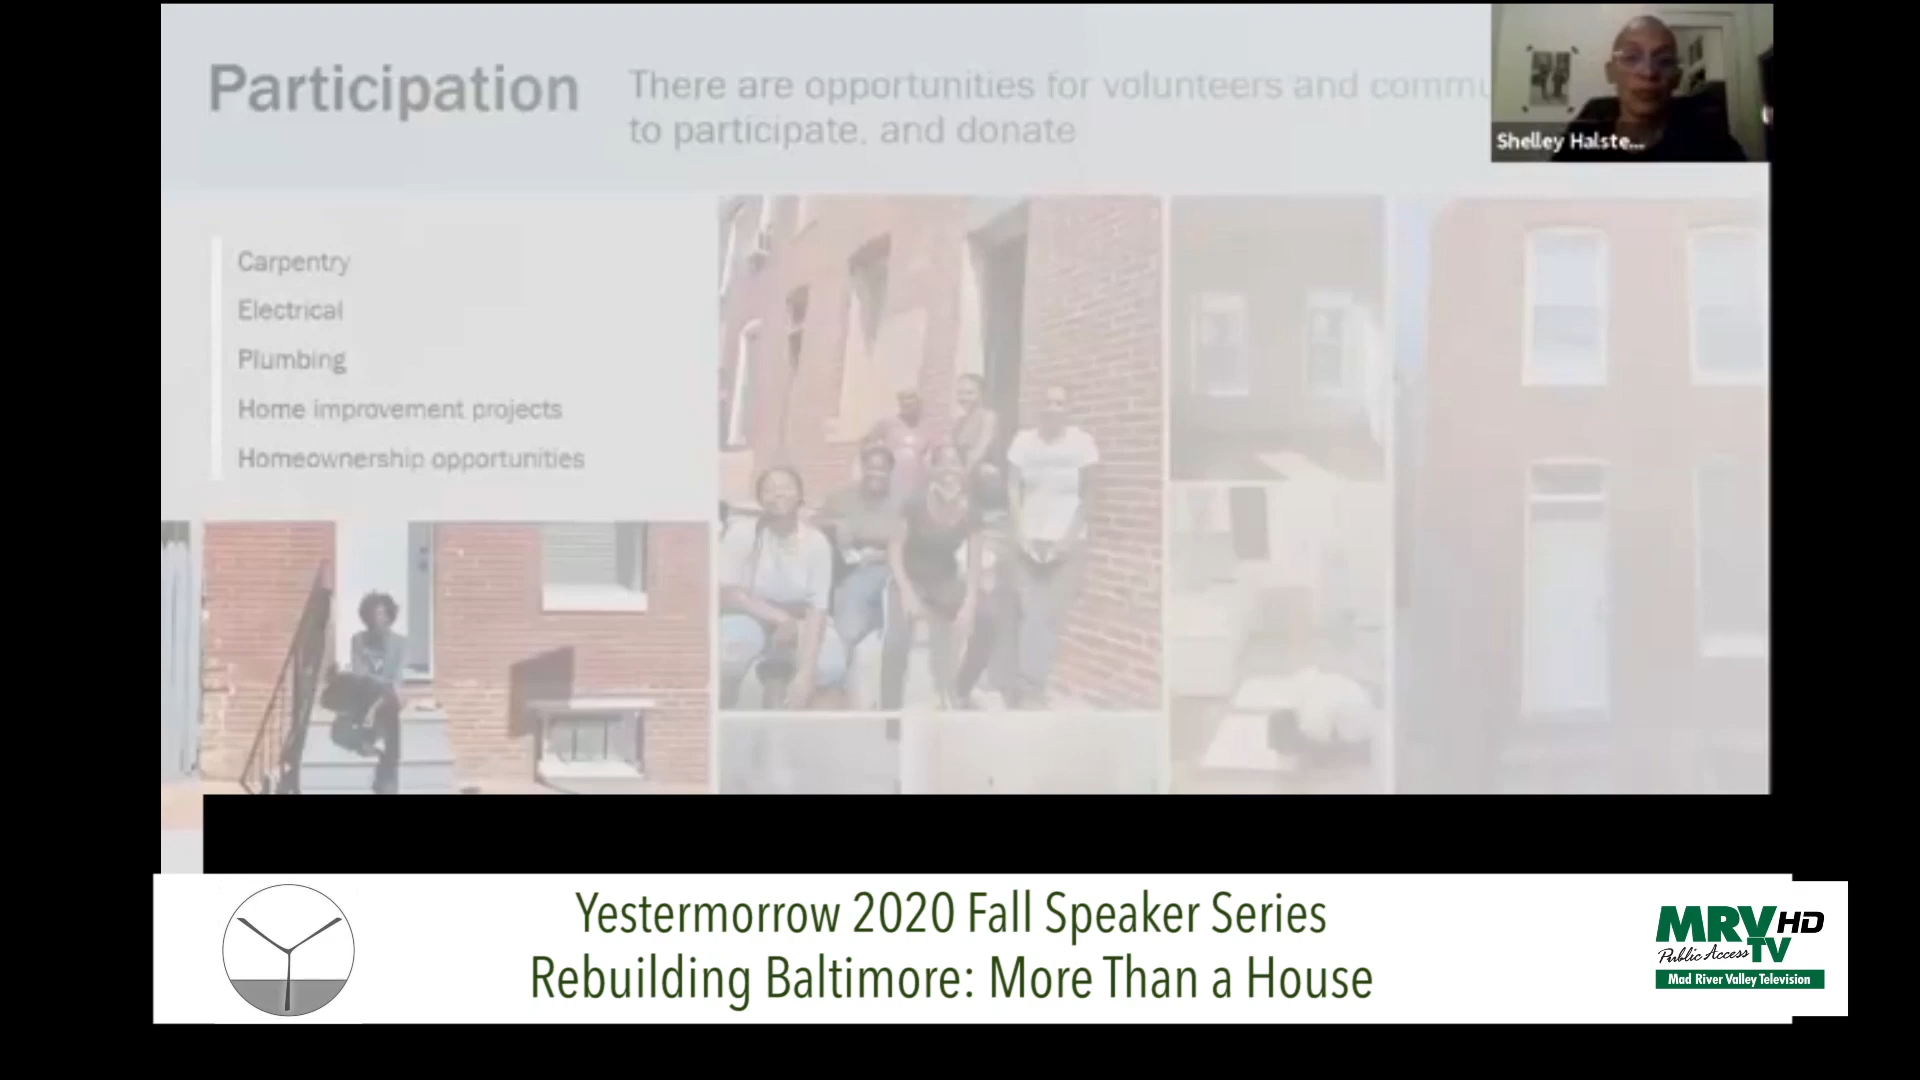 Participation
There are opportunities for volunteers and commu
to participate, and donate
Shelley Halste...
Carpentry
Electrical
Plumbing
Home improvement projects
Homeownership opportunities
Yestermorrow 2020 Fall Speaker Series
Rebuilding Baltimore: More Than a House
MRV HD
Public Access TV
Mad River Valley Television